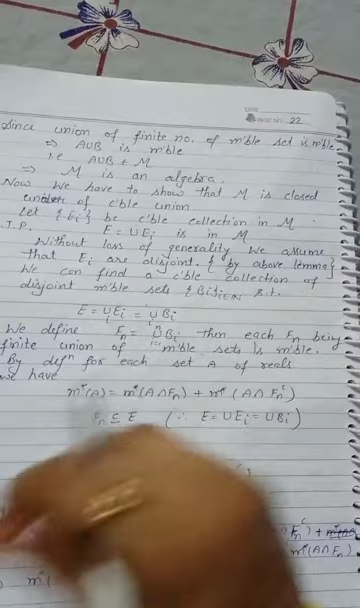 DATE
PAGE NO. 22
Since union of finite no. of m'ble set is m'ble
⇒ A∪B is m'ble
i.e A∪B ∈ M
⇒ M is an algebra.
Now We have to show that M is closed
under of c'ble union
Let {Ei} be c'ble collection in M
T.P. E = ∪Ei is in M
Without loss of generality We assume
that Ei are disjoint. { by above lemma }
We can find a c'ble collection of
disjoint m'ble sets {Bi}i∈N s.t.
E = ∪i Ei = ∪i Bi
We define Fn = ∪Bi then each Fn being
finite union of m'ble sets is m'ble.
By defⁿ for each set A of reals
we have
m*(A) = m*(A∩Fn) + m*(A∩Fnᶜ)
Fn ⊆ E (∵ E = ∪Ei = ∪Bi)
m*(A∩Fn)
m*(